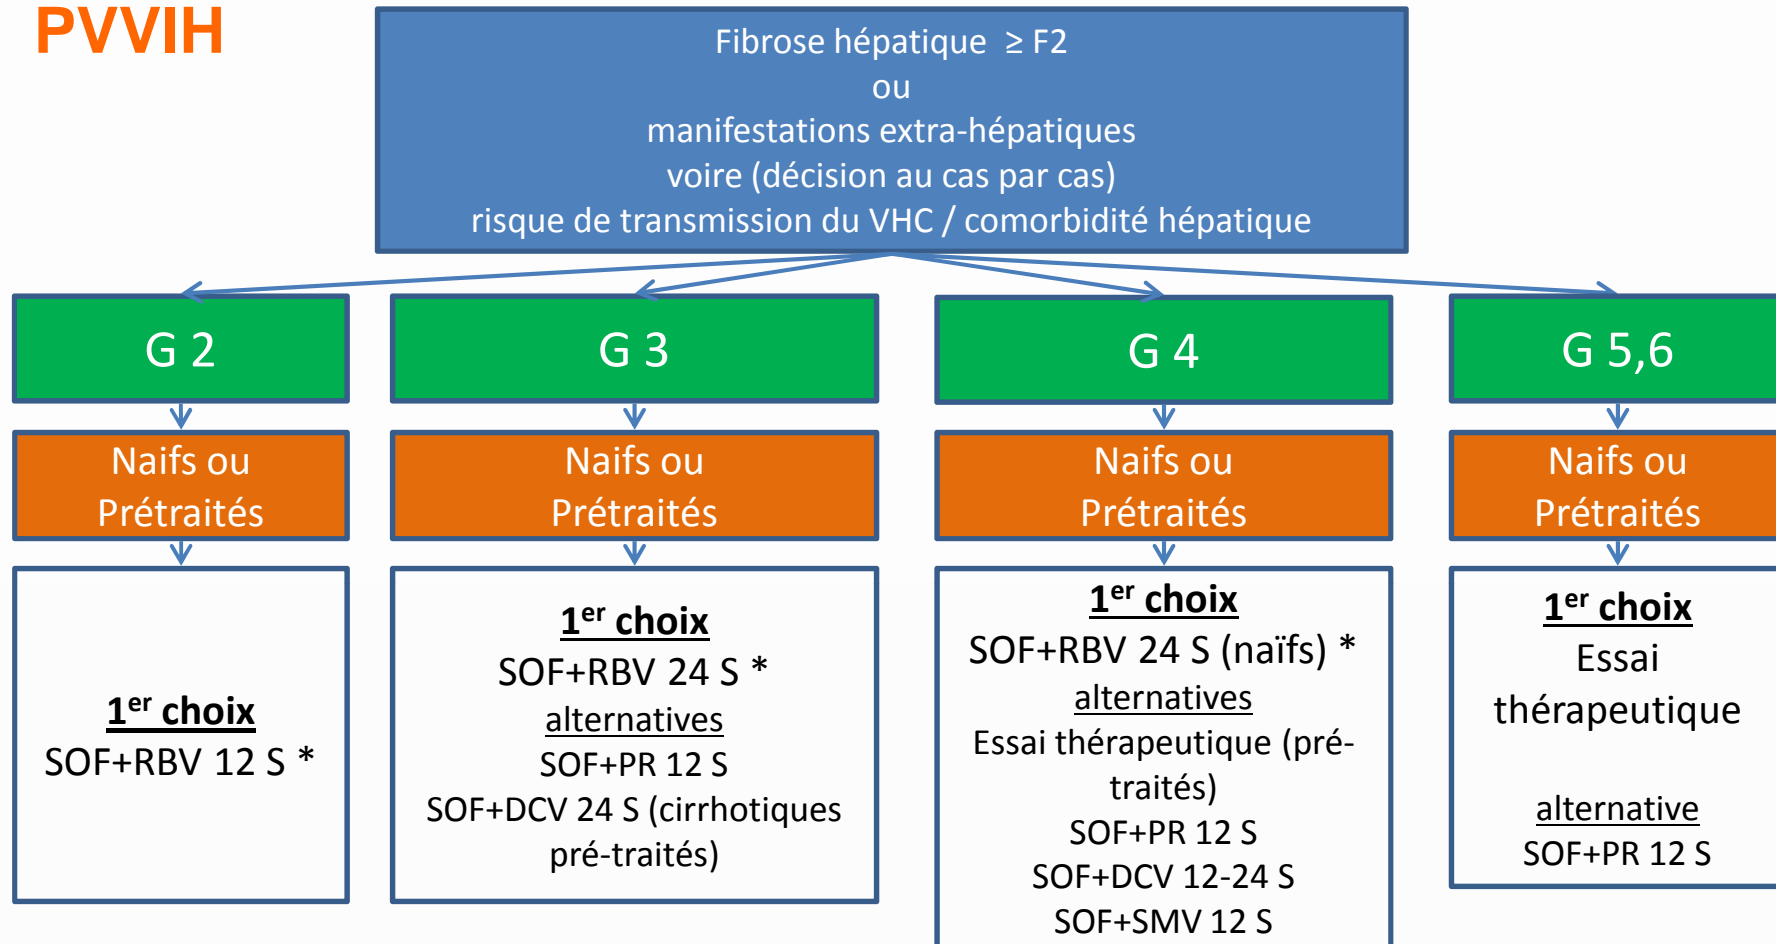 PVVIH
Fibrose hépatique ≥ F2
ou
manifestations extra-hépatiques
voire (décision au cas par cas)
risque de transmission du VHC / comorbidité hépatique
G 2
Naifs ou
Prétraités
1er choix
SOF+RBV 12 S *
G 3
Naifs ou
Prétraités
1er choix
SOF+RBV 24 S *
alternatives
SOF+PR 12 S
SOF+DCV 24 S (cirrhotiques
pré-traités)
G 4
Naifs ou
Prétraités
1er choix
SOF+RBV 24 S (naïfs) *
alternatives
Essai thérapeutique (pré-
traités)
SOF+PR 12 S
SOF+DCV 12-24 S
SOF+SMV 12 S
G 5,6
Naifs ou
Prétraités
1er choix
Essai
thérapeutique
alternative
SOF+PR 12 S